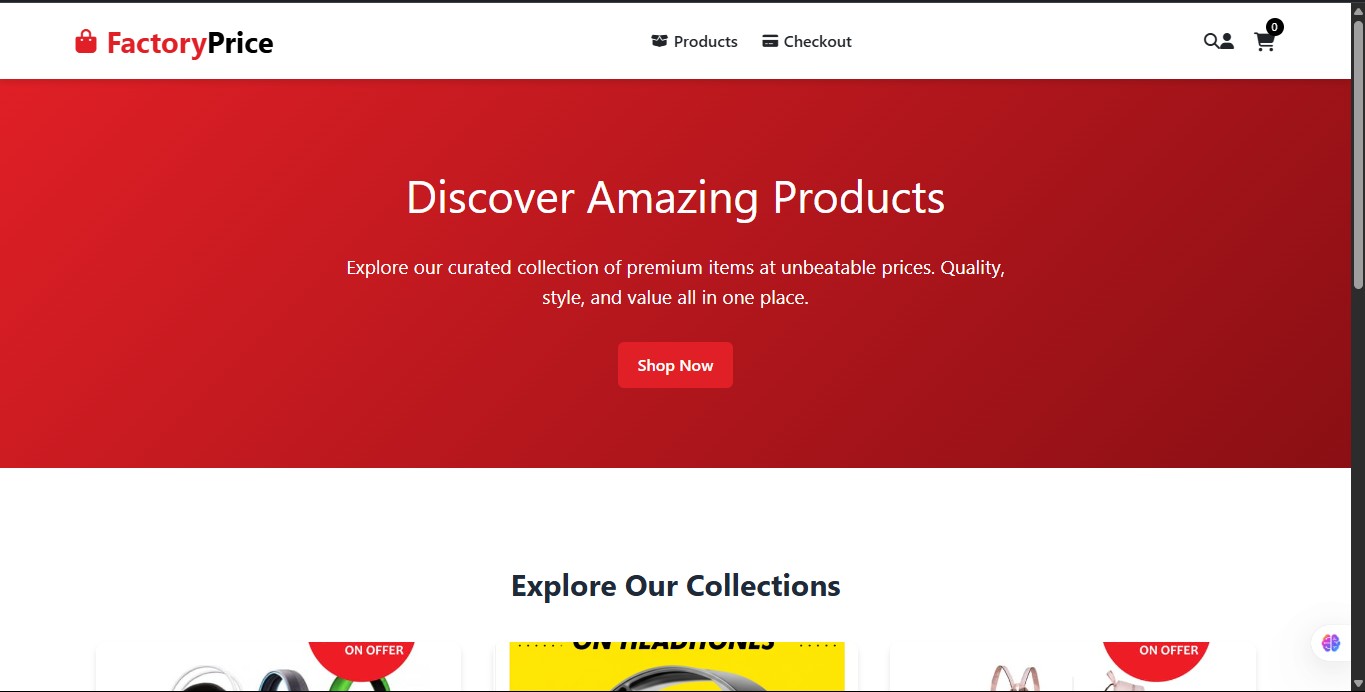 FactoryPrice
Products
Checkout
0
Discover Amazing Products
Explore our curated collection of premium items at unbeatable prices. Quality,
style, and value all in one place.
Shop Now
Explore Our Collections
ON OFFER
ON HEADPHONES
ON OFFER